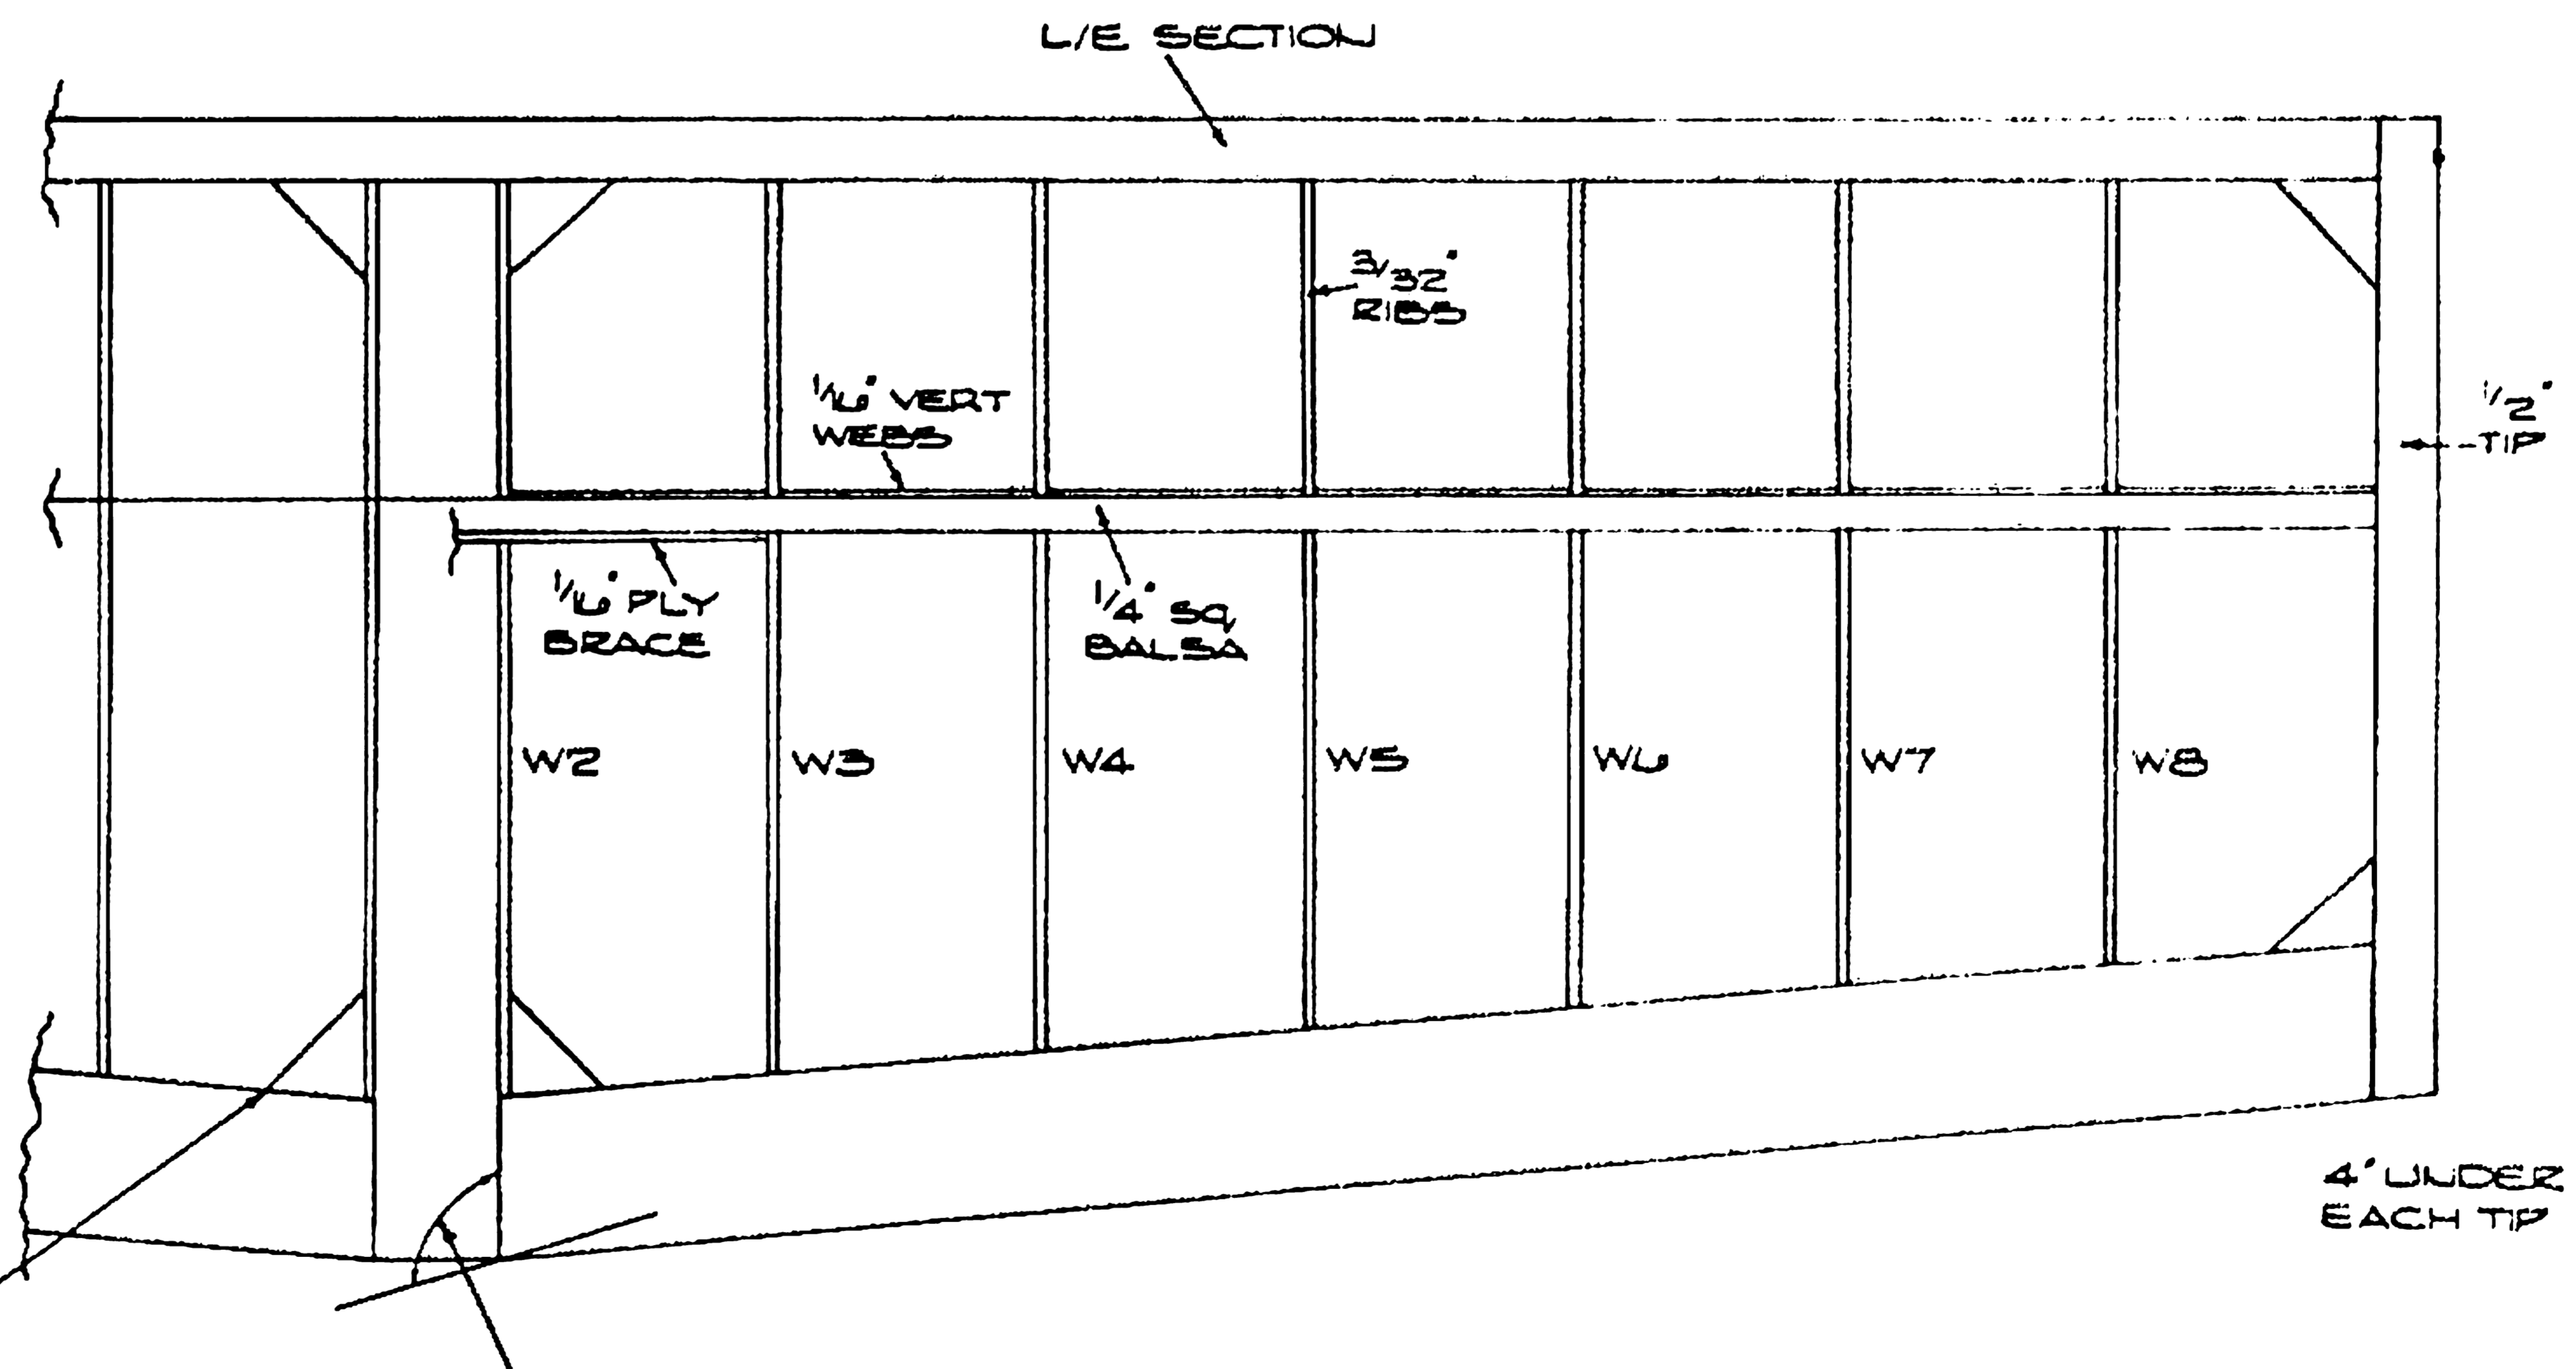 L/E SECTION
3/32"
RIBS
1/16" VERT
WEBS
1/2"
TIP
1/16" PLY
BRACE
1/4" SQ
BALSA
W2
W3
W4
W5
W6
W7
W8
4" UNDER
EACH TIP